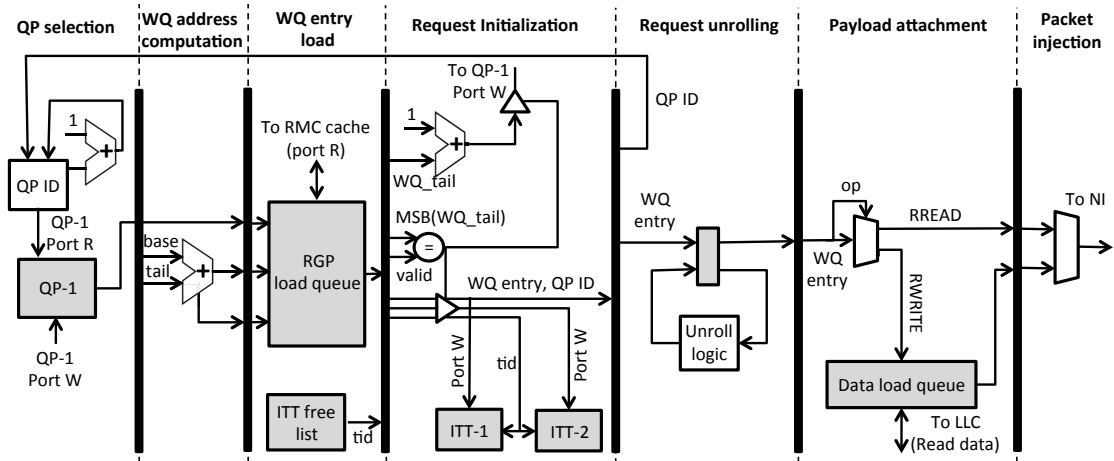 QP selection
WQ address
computation
WQ entry
load
Request Initialization
Request unrolling
Payload attachment
Packet
injection
1
+
QP ID
QP-1
Port R
QP-1
QP-1
Port W
base
tail
+
To RMC cache
(port R)
RGP
load queue
ITT free
list
tid
To QP-1
Port W
1
+
WQ_tail
MSB(WQ_tail)
=
valid
WQ entry, QP ID
Port W
tid
Port W
ITT-1
ITT-2
QP ID
WQ
entry
Unroll
logic
op
WQ
entry
RREAD
RWRITE
Data load queue
To LLC
(Read data)
To NI